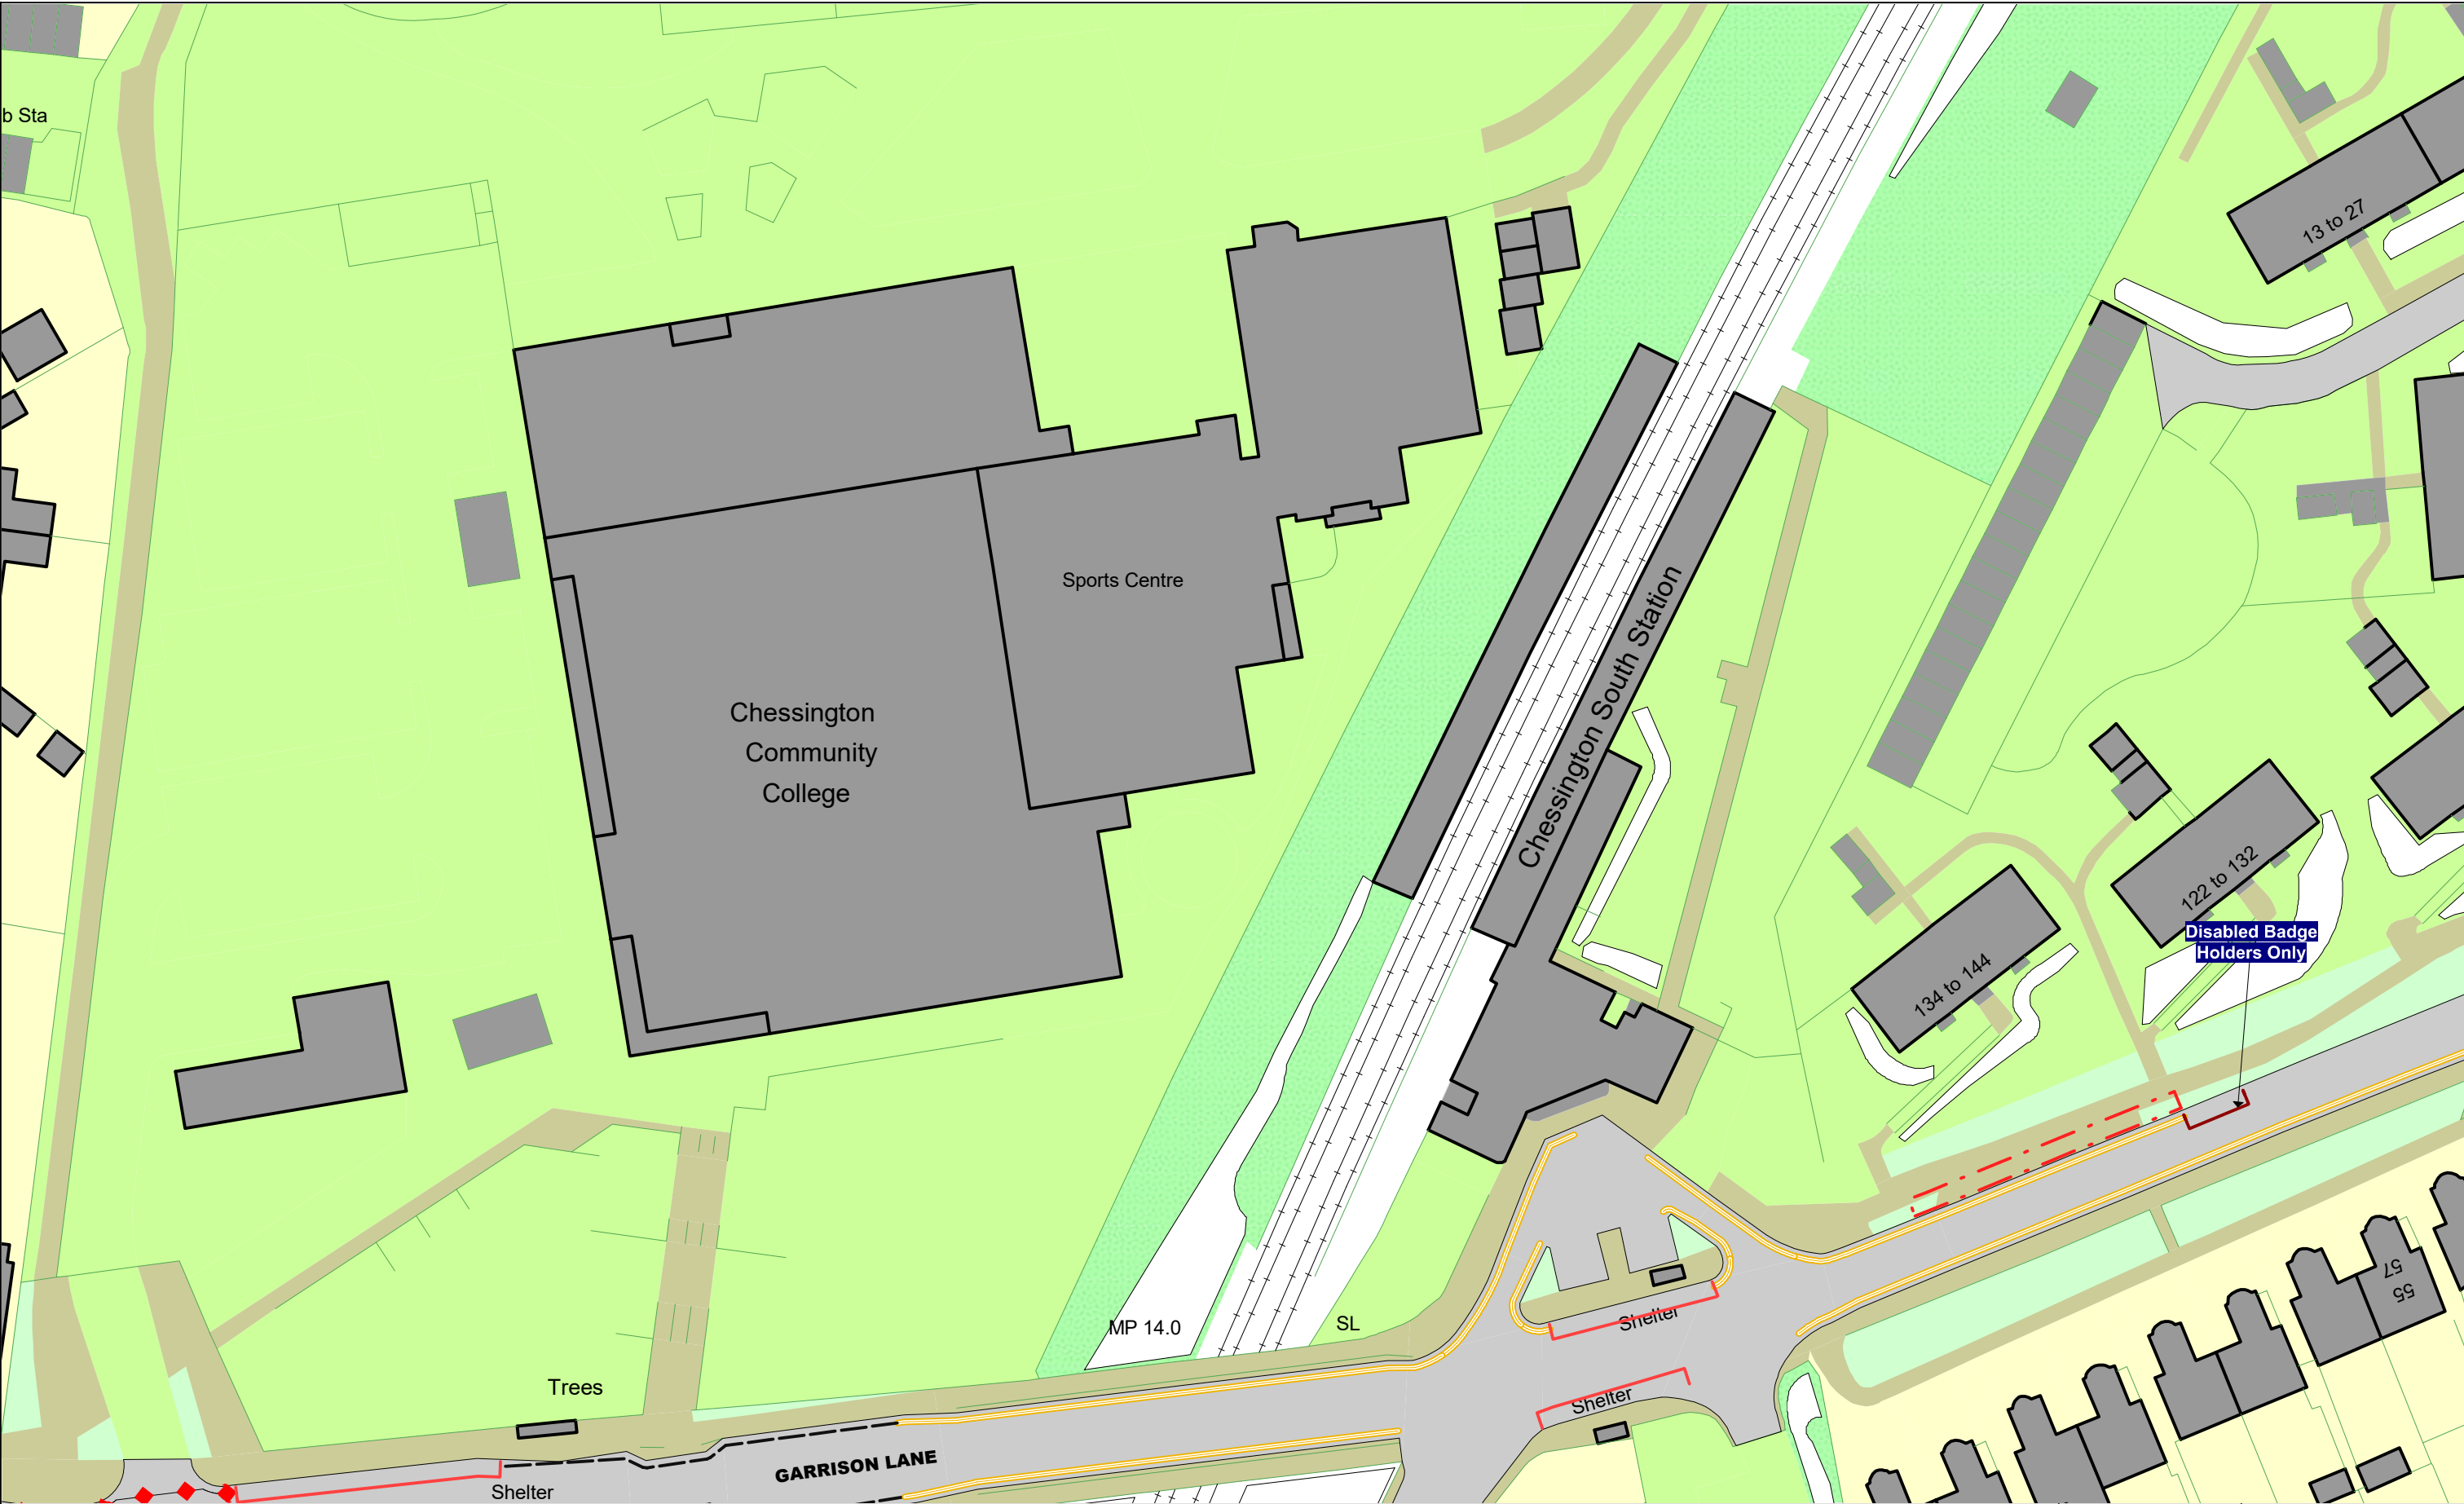 b Sta
13 to 27
Sports Centre
Chessington South Station
Chessington
Community
College
122 to 132
Disabled Badge
Holders Only
134 to 144
57
55
MP 14.0
SL
Shelter
Trees
Shelter
GARRISON LANE
Shelter